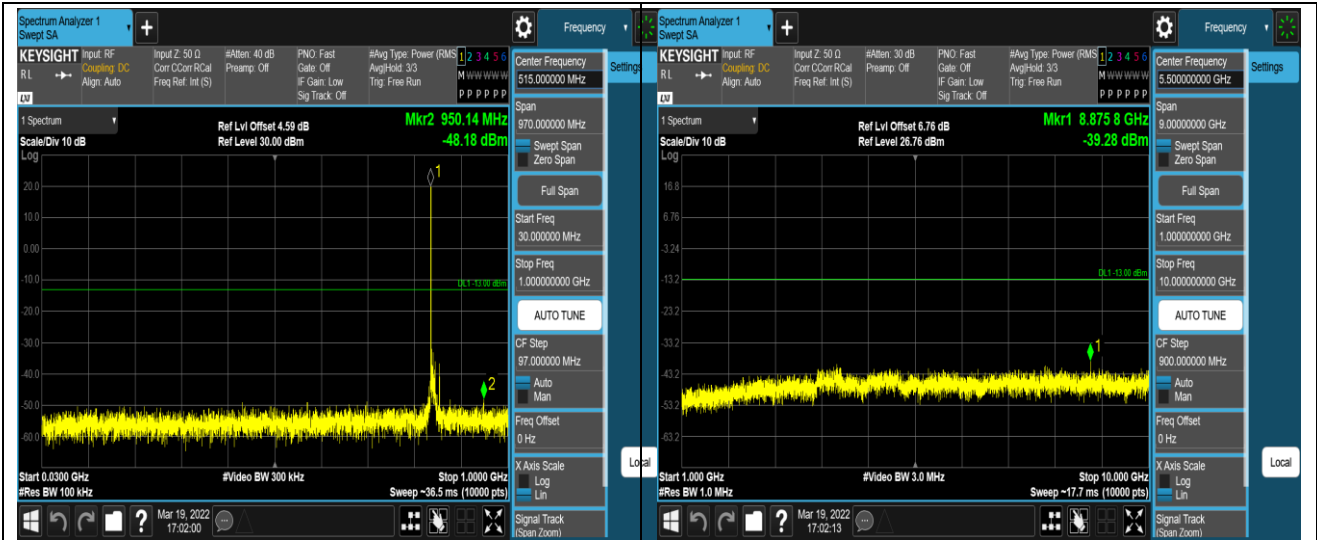 Spectrum Analyzer 1
Swept SA
+
Frequency
KEYSIGHT
R L
LXI
Input: RF
Coupling: DC
Align: Auto
Input Z: 50 Ω
Corr CCorr RCal
Freq Ref: Int (S)
#Atten: 40 dB
Preamp: Off
PNO: Fast
Gate: Off
IF Gain: Low
Sig Track: Off
#Avg Type: Power (RMS
Avg|Hold: 3/3
Trig: Free Run
1 2 3 4 5 6
M W W W W W
P P P P P P
1 Spectrum
Scale/Div 10 dB
Log
Ref Lvl Offset 4.59 dB
Ref Level 30.00 dBm
Mkr2 950.14 MHz
-48.18 dBm
20.0
10.0
0.00
-10.0
-20.0
-30.0
-40.0
-50.0
-60.0
1
DL1 -13.00 dBm
2
Start 0.0300 GHz
#Res BW 100 kHz
#Video BW 300 kHz
Stop 1.0000 GHz
Sweep ~36.5 ms (10000 pts)
Mar 19, 2022
17:02:00
Center Frequency
515.000000 MHz
Span
970.000000 MHz
Swept Span
Zero Span
Full Span
Start Freq
30.000000 MHz
Stop Freq
1.000000000 GHz
AUTO TUNE
CF Step
97.000000 MHz
Auto
Man
Freq Offset
0 Hz
X Axis Scale
Log
Lin
Signal Track
(Span Zoom)
Settings
Local
Spectrum Analyzer 1
Swept SA
+
Frequency
KEYSIGHT
R L
LXI
Input: RF
Coupling: DC
Align: Auto
Input Z: 50 Ω
Corr CCorr RCal
Freq Ref: Int (S)
#Atten: 30 dB
Preamp: Off
PNO: Fast
Gate: Off
IF Gain: Low
Sig Track: Off
#Avg Type: Power (RMS
Avg|Hold: 3/3
Trig: Free Run
1 2 3 4 5 6
M W W W W W
P P P P P P
1 Spectrum
Scale/Div 10 dB
Log
Ref Lvl Offset 6.76 dB
Ref Level 26.76 dBm
Mkr1 8.875 8 GHz
-39.28 dBm
16.8
6.76
-3.24
-13.2
-23.2
-33.2
-43.2
-53.2
-63.2
DL1 -13.00 dBm
1
Start 1.000 GHz
#Res BW 1.0 MHz
#Video BW 3.0 MHz
Stop 10.000 GHz
Sweep ~17.7 ms (10000 pts)
Mar 19, 2022
17:02:13
Center Frequency
5.500000000 GHz
Span
9.00000000 GHz
Swept Span
Zero Span
Full Span
Start Freq
1.000000000 GHz
Stop Freq
10.000000000 GHz
AUTO TUNE
CF Step
900.000000 MHz
Auto
Man
Freq Offset
0 Hz
X Axis Scale
Log
Lin
Signal Track
(Span Zoom)
Settings
Local